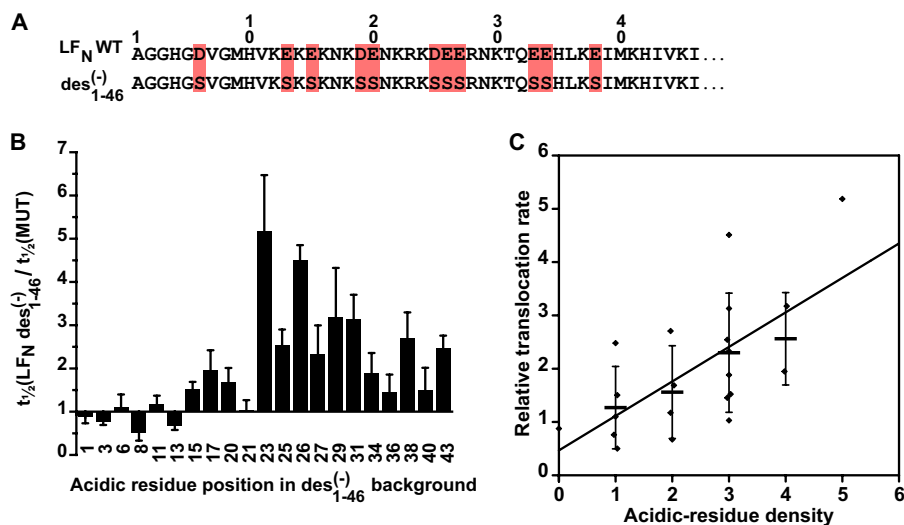 A
1 2 3 4
1 0 0 0 0
LF_N WT AGGHGDVGMHVKEKEKNKDENKRKDEERNKTQEEHLKEIMKHIVKI...
des(-)1-46 AGGHGSVGMHVKSKSKNKSSNKRKSSSRNKTQSSHLKSIMKHIVKI...
B
t½(LF_N des(-)1-46 / t½(MUT)
7
6
5
4
3
2
1
0
1 3 6 8 11 13 15 17 20 21 23 25 26 27 29 31 34 36 38 40 43
Acidic residue position in des(-)1-46 background
C
Relative translocation rate
6
5
4
3
2
1
0
0 1 2 3 4 5 6
Acidic-residue density